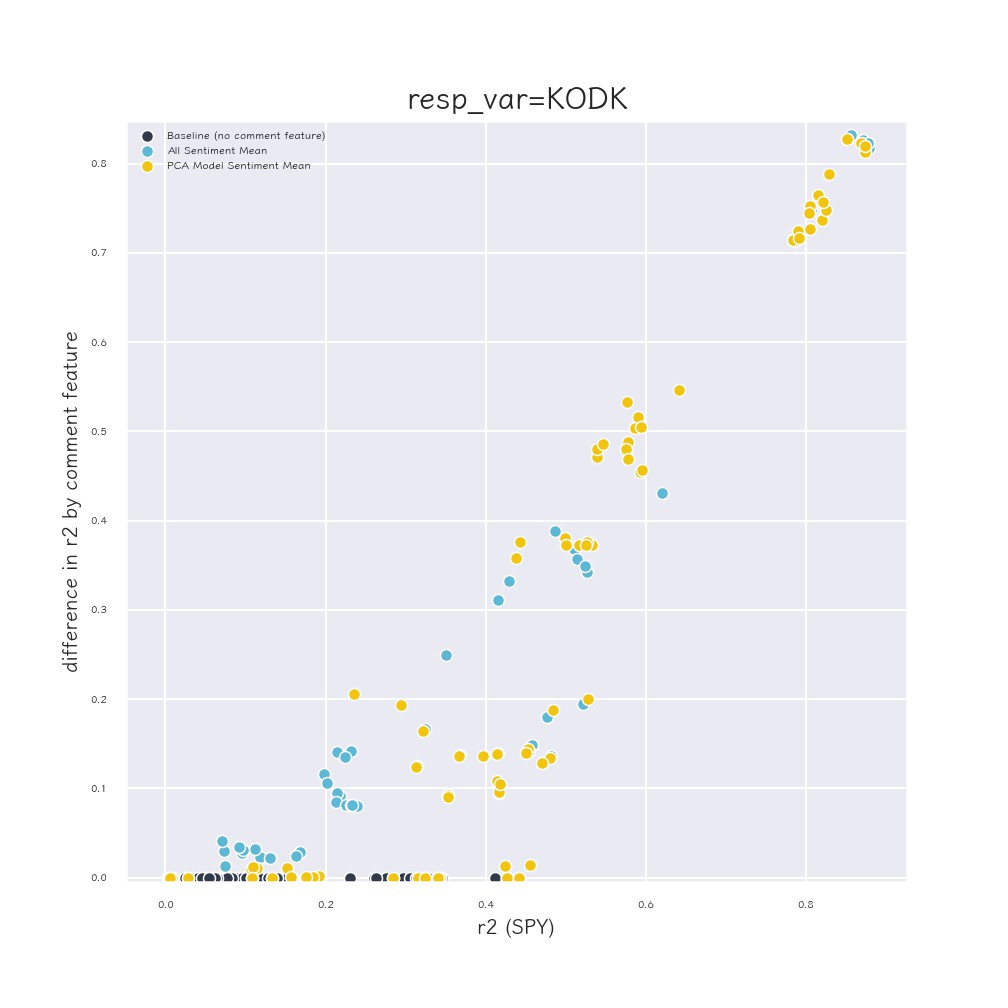 resp_var=KODK
Baseline (no comment feature)
All Sentiment Mean
PCA Model Sentiment Mean
difference in r2 by comment feature
0.8
0.7
0.6
0.5
0.4
0.3
0.2
0.1
0.0
0.0 0.2 0.4 0.6 0.8
r2 (SPY)